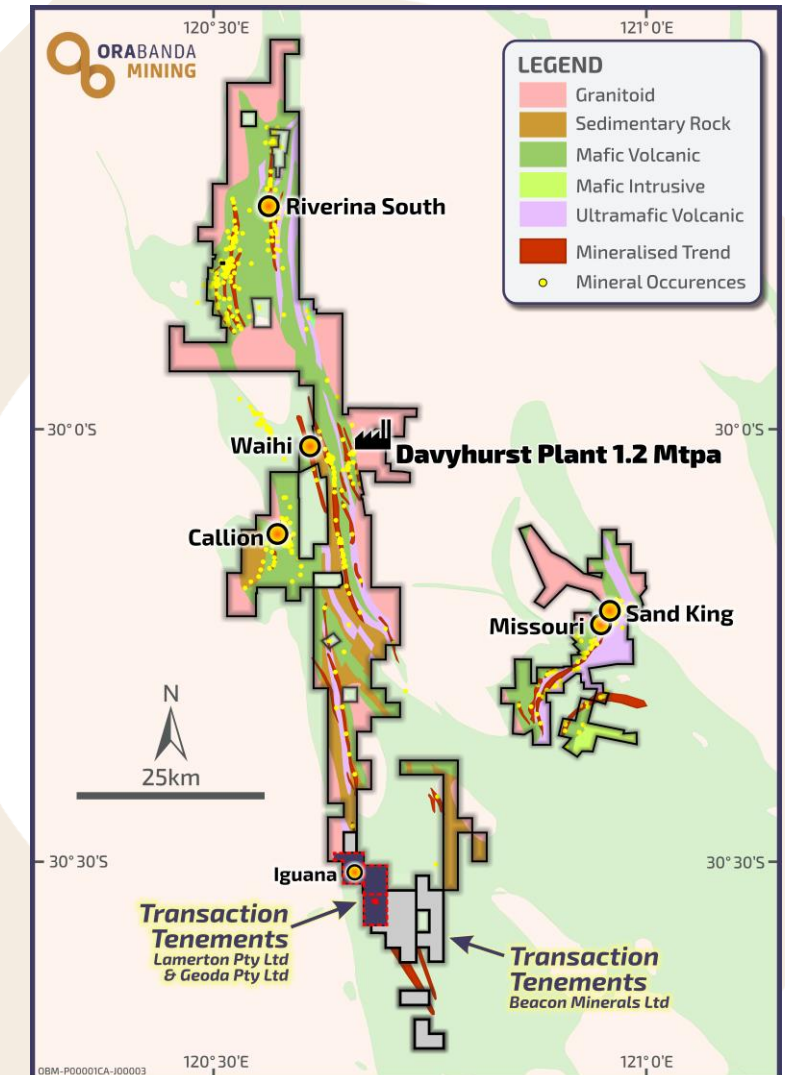 120°30'E
121°0'E
ORABANDA
MINING
LEGEND
Granitoid
Sedimentary Rock
Mafic Volcanic
Mafic Intrusive
Ultramafic Volcanic
Mineralised Trend
Mineral Occurences
Riverina South
30°0'S
30°0'S
Waihi
Davyhurst Plant 1.2 Mtpa
Callion
Sand King
Missouri
N
25km
30°30'S
30°30'S
Iguana
Transaction
Tenements
Lamerton Pty Ltd
& Geoda Pty Ltd
Transaction
Tenements
Beacon Minerals Ltd
OBM-P00001CA-J00003
120°30'E
121°0'E